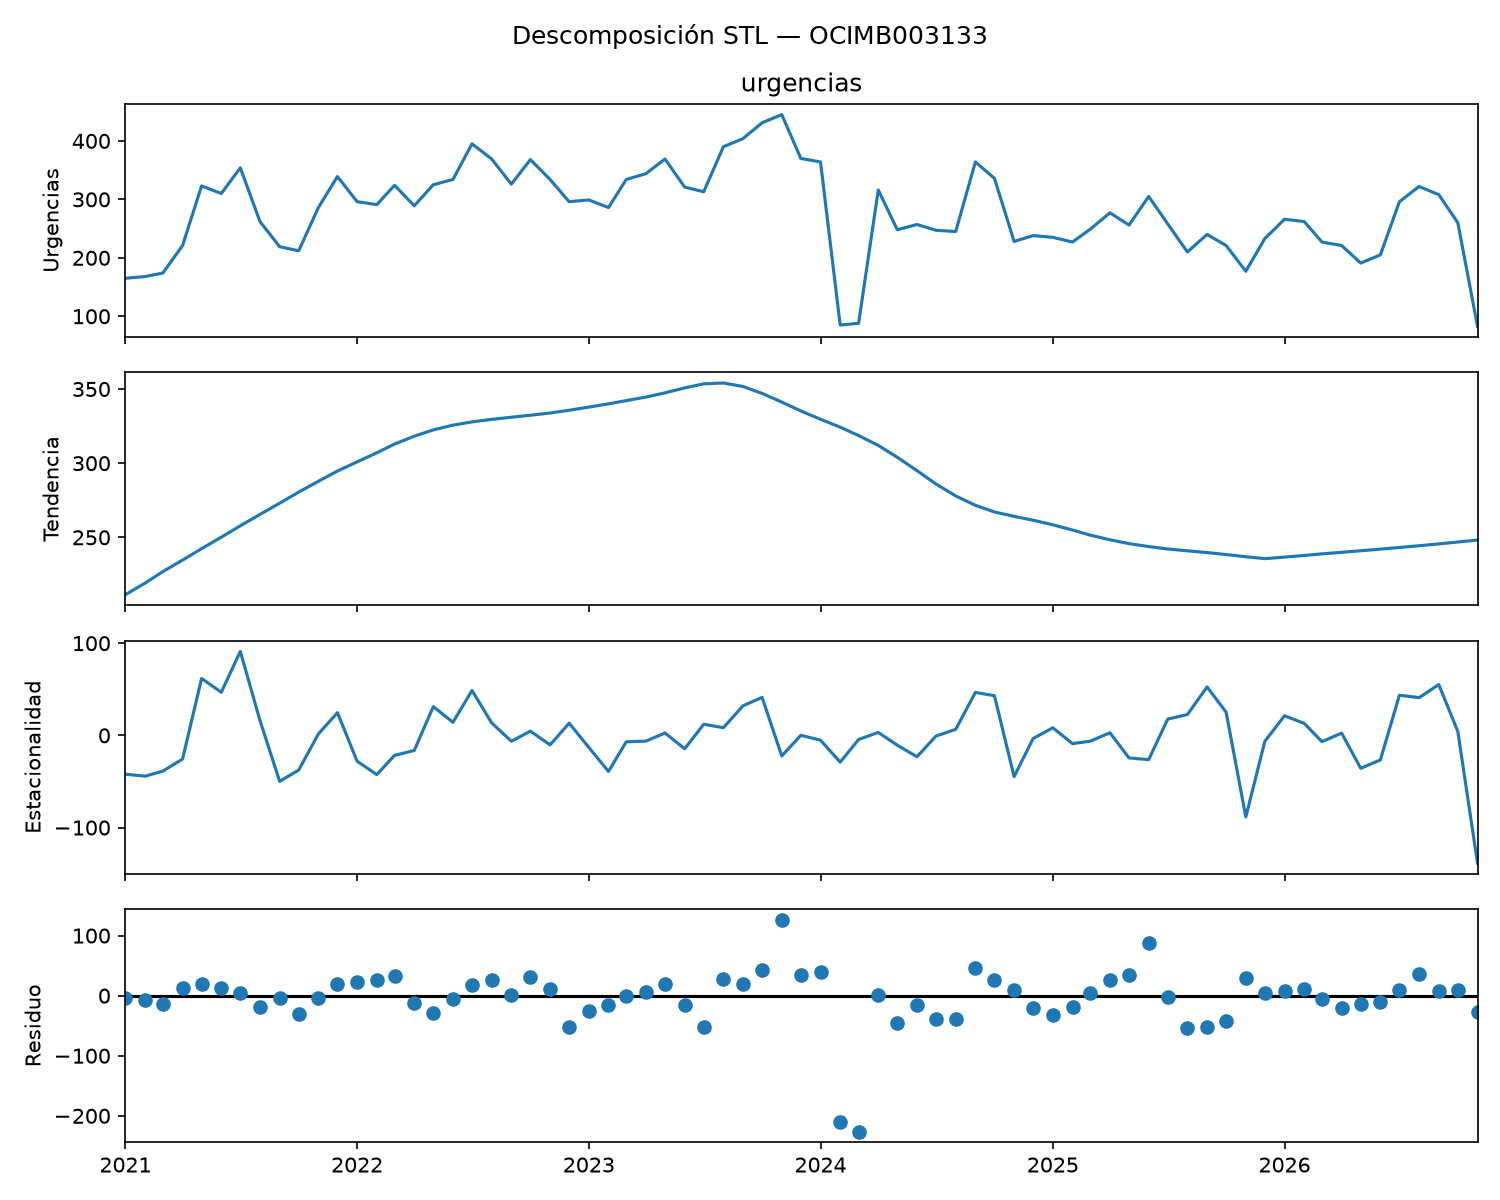 Descomposición STL — OCIMB003133
urgencias
Urgencias
400
300
200
100
Tendencia
350
300
250
Estacionalidad
100
0
−100
Residuo
100
0
−100
−200
2021 2022 2023 2024 2025 2026